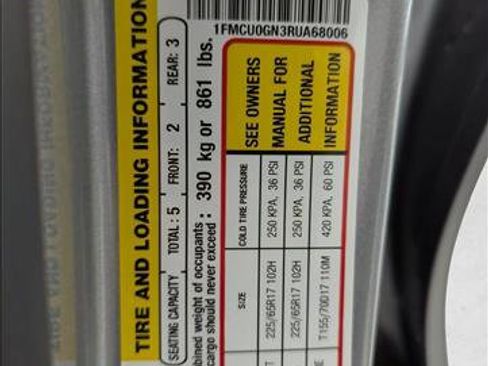 1FMCU0GN3RUA68006
TIRE AND LOADING INFORMATION
SEATING CAPACITY TOTAL: 5 FRONT: 2 REAR: 3
bined weight of occupants
cargo should never exceed: 390 kg or 861 lbs.
SIZE COLD TIRE PRESSURE
225/65R17 102H 250 KPA, 36 PSI
225/65R17 102H 250 KPA, 36 PSI
T155/70D17 110M 420 KPA, 60 PSI
SEE OWNERS
MANUAL FOR
ADDITIONAL
INFORMATION